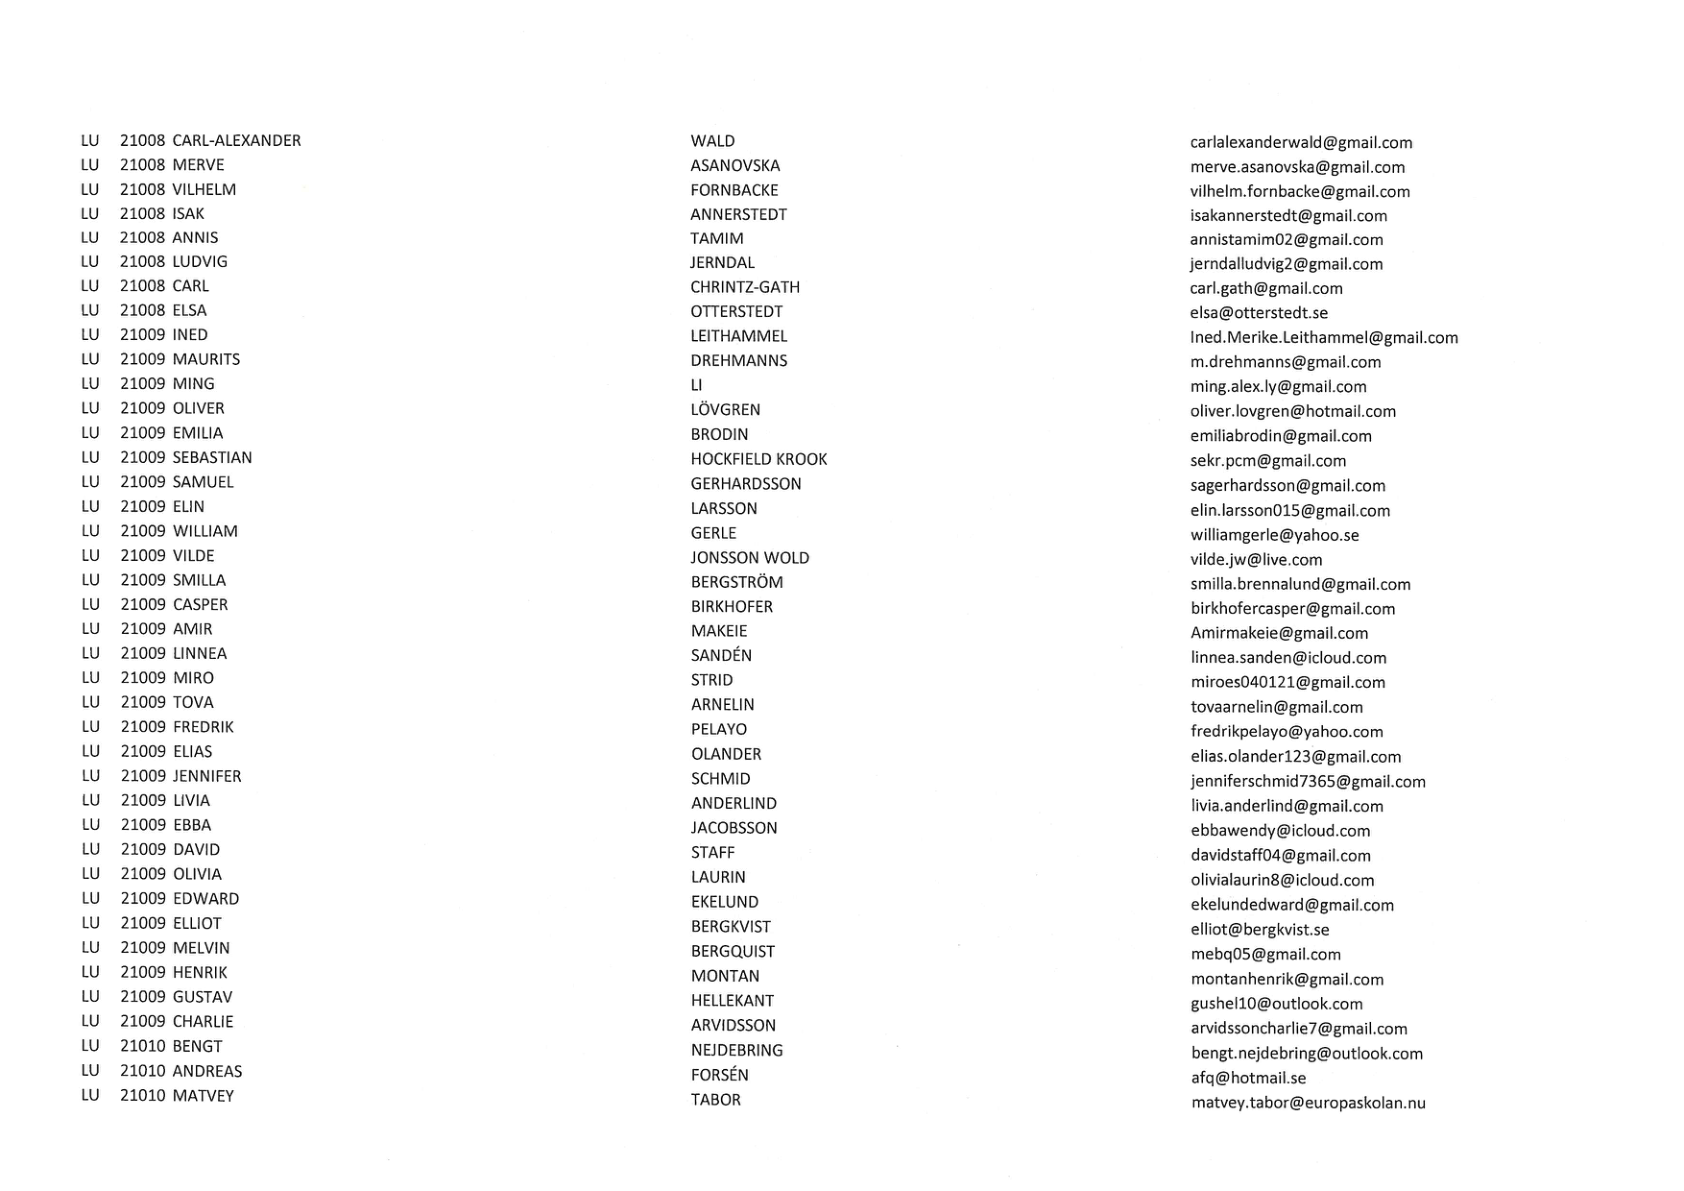 LU 21008 CARL-ALEXANDER WALD carlalexanderwald@gmail.com
LU 21008 MERVE ASANOVSKA merve.asanovska@gmail.com
LU 21008 VILHELM FORNBACKE vilhelm.fornbacke@gmail.com
LU 21008 ISAK ANNERSTEDT isakannerstedt@gmail.com
LU 21008 ANNIS TAMIM annistamim02@gmail.com
LU 21008 LUDVIG JERNDAL jerndalludvig2@gmail.com
LU 21008 CARL CHRINTZ-GATH carl.gath@gmail.com
LU 21008 ELSA OTTERSTEDT elsa@otterstedt.se
LU 21009 INED LEITHAMMEL Ined.Merike.Leithammel@gmail.com
LU 21009 MAURITS DREHMANNS m.drehmanns@gmail.com
LU 21009 MING LI ming.alex.ly@gmail.com
LU 21009 OLIVER LÖVGREN oliver.lovgren@hotmail.com
LU 21009 EMILIA BRODIN emiliabrodin@gmail.com
LU 21009 SEBASTIAN HOCKFIELD KROOK sekr.pcm@gmail.com
LU 21009 SAMUEL GERHARDSSON sagerhardsson@gmail.com
LU 21009 ELIN LARSSON elin.larsson015@gmail.com
LU 21009 WILLIAM GERLE williamgerle@yahoo.se
LU 21009 VILDE JONSSON WOLD vilde.jw@live.com
LU 21009 SMILLA BERGSTRÖM smilla.brennalund@gmail.com
LU 21009 CASPER BIRKHOFER birkhofercasper@gmail.com
LU 21009 AMIR MAKEIE Amirmakeie@gmail.com
LU 21009 LINNEA SANDÉN linnea.sanden@icloud.com
LU 21009 MIRO STRID miroes040121@gmail.com
LU 21009 TOVA ARNELIN tovaarnelin@gmail.com
LU 21009 FREDRIK PELAYO fredrikpelayo@yahoo.com
LU 21009 ELIAS OLANDER elias.olander123@gmail.com
LU 21009 JENNIFER SCHMID jenniferschmid7365@gmail.com
LU 21009 LIVIA ANDERLIND livia.anderlind@gmail.com
LU 21009 EBBA JACOBSSON ebbawendy@icloud.com
LU 21009 DAVID STAFF davidstaff04@gmail.com
LU 21009 OLIVIA LAURIN olivialaurin8@icloud.com
LU 21009 EDWARD EKELUND ekelundedward@gmail.com
LU 21009 ELLIOT BERGKVIST elliot@bergkvist.se
LU 21009 MELVIN BERGQUIST mebq05@gmail.com
LU 21009 HENRIK MONTAN montanhenrik@gmail.com
LU 21009 GUSTAV HELLEKANT gushel10@outlook.com
LU 21009 CHARLIE ARVIDSSON arvidssoncharlie7@gmail.com
LU 21010 BENGT NEJDEBRING bengt.nejdebring@outlook.com
LU 21010 ANDREAS FORSÉN afq@hotmail.se
LU 21010 MATVEY TABOR matvey.tabor@europaskolan.nu